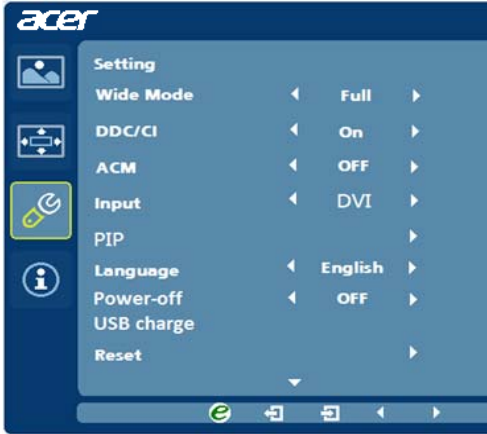 acer
Setting
Wide Mode Full
DDC/CI On
ACM OFF
Input DVI
PIP
Language English
Power-off OFF
USB charge
Reset
e